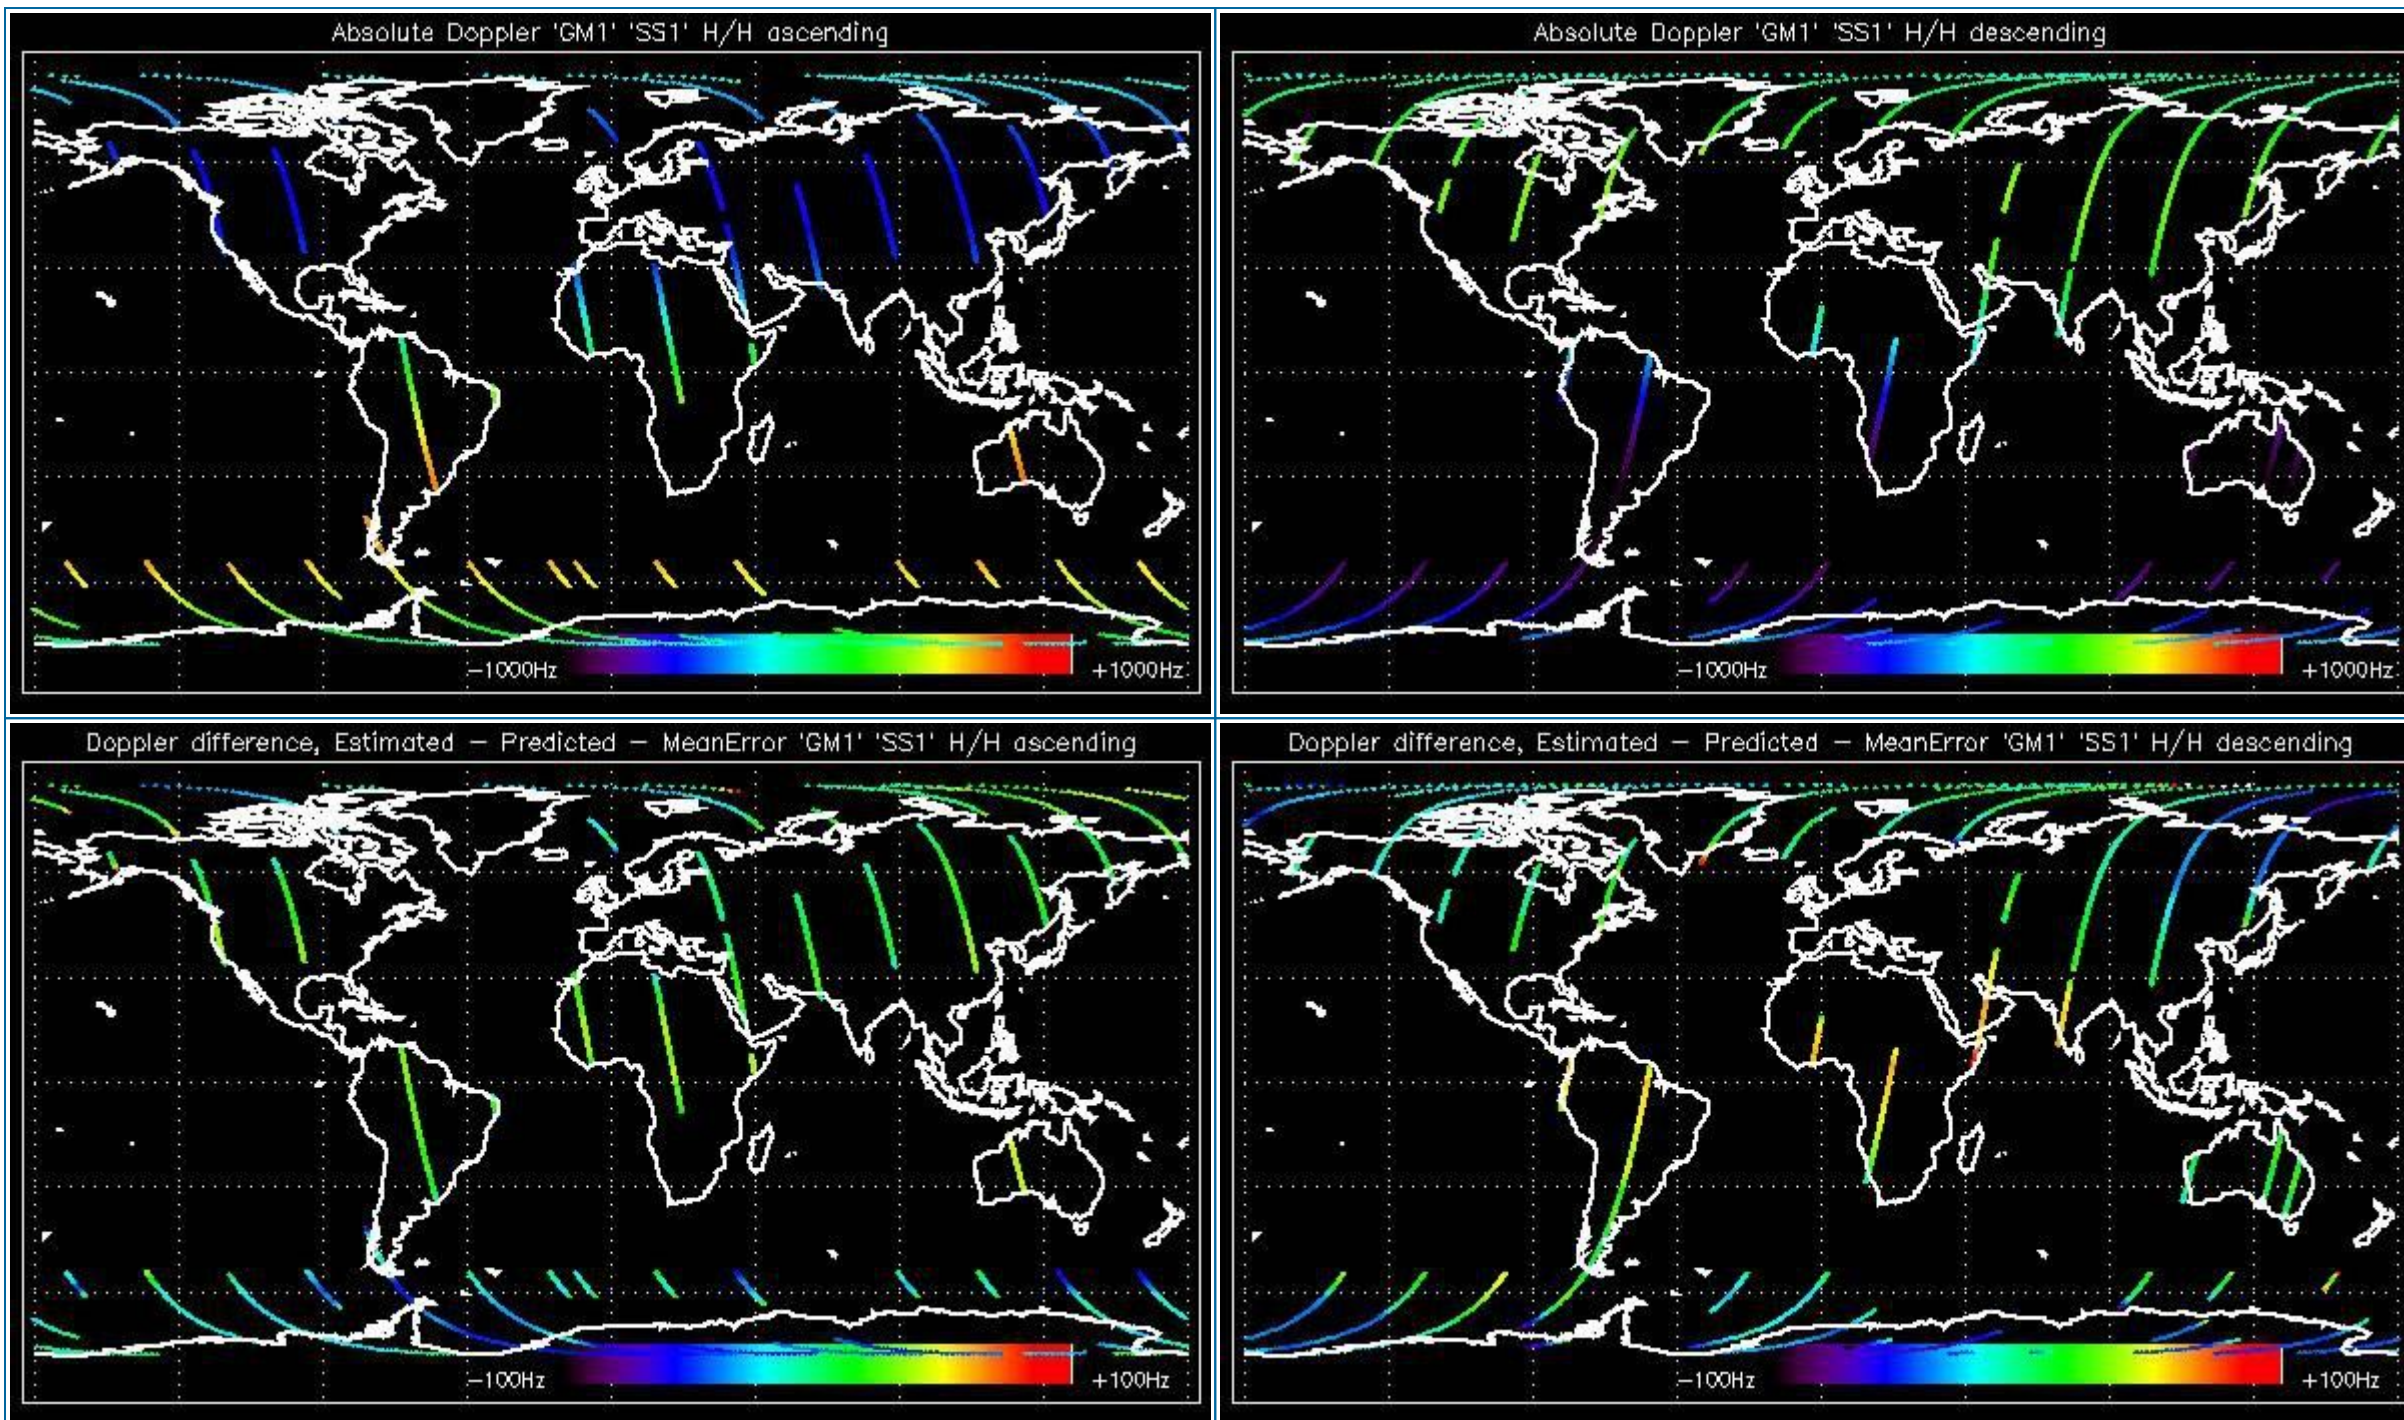 Absolute Doppler 'GM1' 'SS1' H/H ascending
-1000Hz
+1000Hz
Absolute Doppler 'GM1' 'SS1' H/H descending
-1000Hz
+1000Hz
Doppler difference, Estimated - Predicted - MeanError 'GM1' 'SS1' H/H ascending
-100Hz
+100Hz
Doppler difference, Estimated - Predicted - MeanError 'GM1' 'SS1' H/H descending
-100Hz
+100Hz